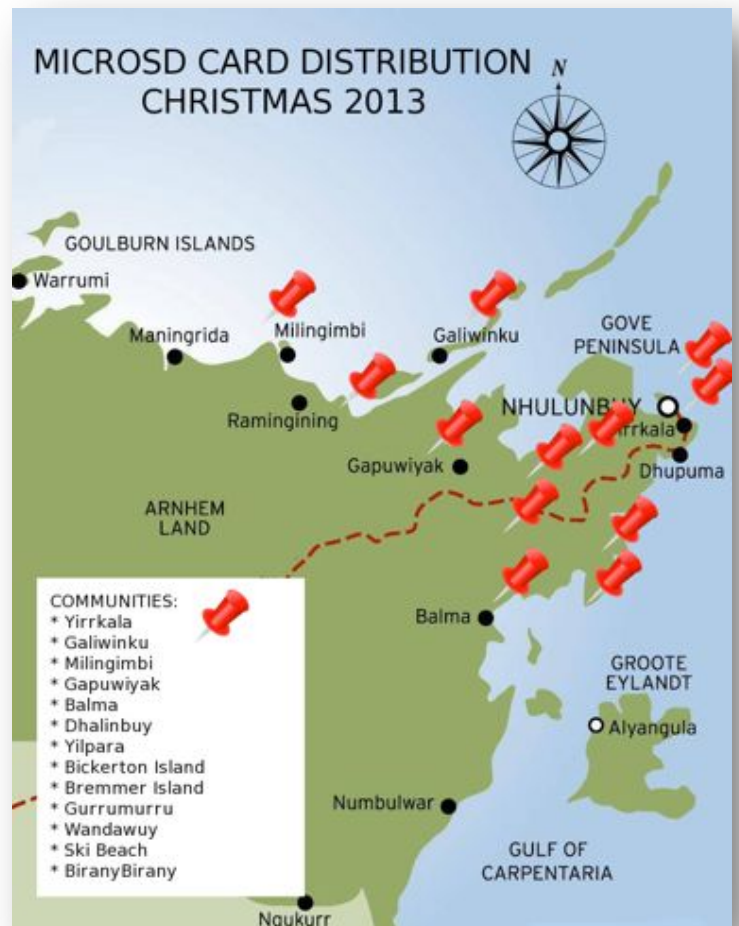 MICROSD CARD DISTRIBUTION
CHRISTMAS 2013
N
GOULBURN ISLANDS
Warrumi
Maningrida
Milingimbi
Galiwinku
GOVE
PENINSULA
Ramingining
NHULUNBUY
Yirrkala
Gapuwiyak
Dhupuma
ARNHEM
LAND
COMMUNITIES:
* Yirrkala
* Galiwinku
* Milingimbi
* Gapuwiyak
* Balma
* Dhalinbuy
* Yilpara
* Bickerton Island
* Bremmer Island
* Gurrumurru
* Wandawuy
* Ski Beach
* BiranyBirany
Balma
GROOTE
EYLANDT
Alyangula
Numbulwar
GULF OF
CARPENTARIA
Ngukurr